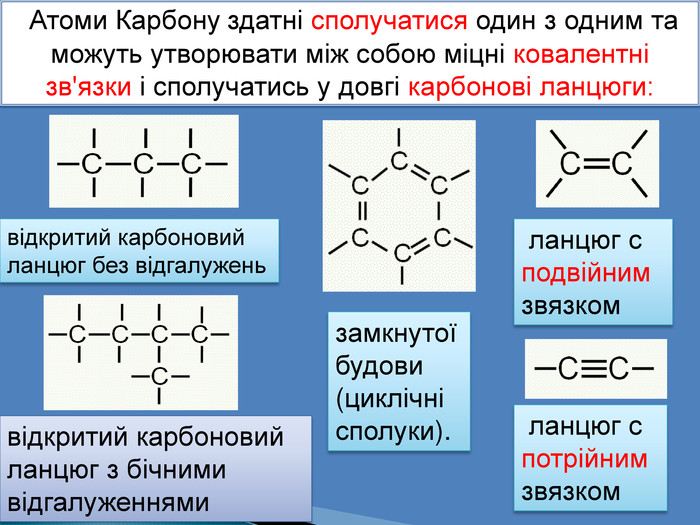 Атоми Карбону здатні сполучатися один з одним та
можуть утворювати між собою міцні ковалентні
зв'язки і сполучатись у довгі карбонові ланцюги:
C C C
відкритий карбоновий
ланцюг без відгалужень
C C C C
C
відкритий карбоновий
ланцюг з бічними
відгалуженнями
C
C C
C C
C
замкнутої
будови
(циклічні
сполуки).
C=C
ланцюг с
подвійним
звязком
C≡C
ланцюг с
потрійним
звязком